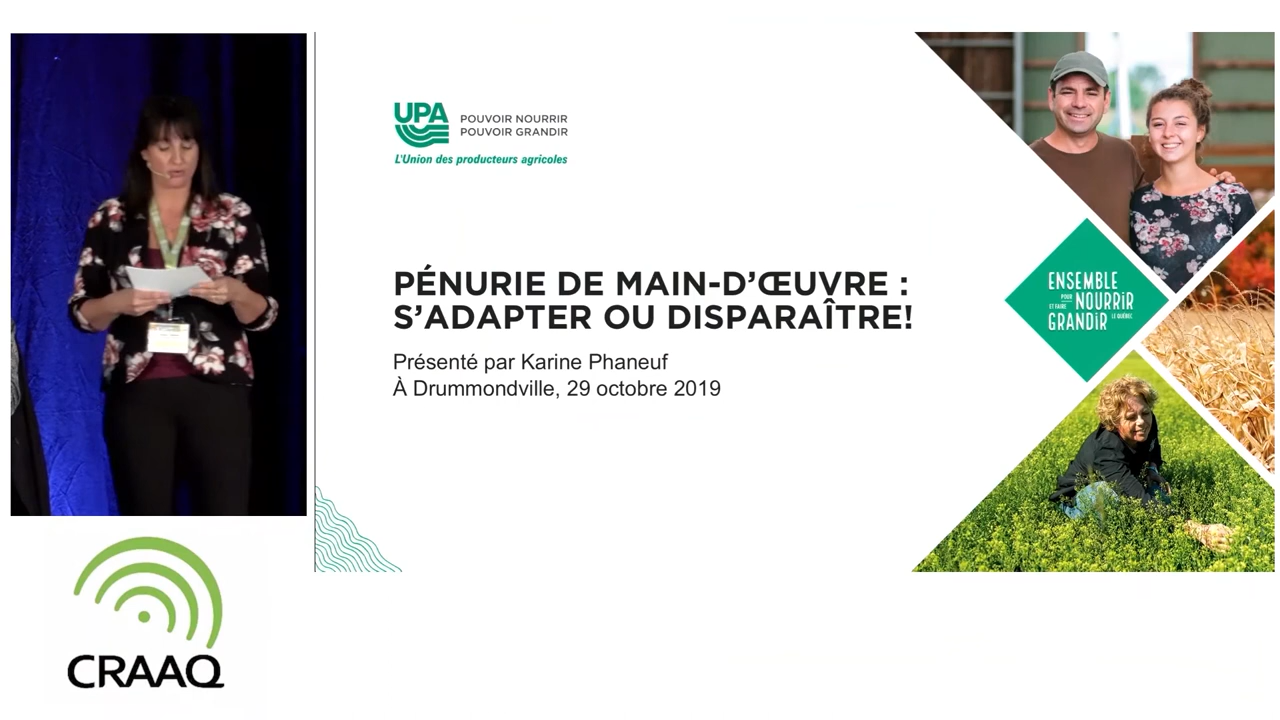 UPA
POUVOIR NOURRIR
POUVOIR GRANDIR
L'Union des producteurs agricoles
PÉNURIE DE MAIN-D'ŒUVRE :
S'ADAPTER OU DISPARAÎTRE!
Présenté par Karine Phaneuf
À Drummondville, 29 octobre 2019
ENSEMBLE
POUR NOURRIR
ET FAIRE LE QUÉBEC
GRANDIR
CRAAQ